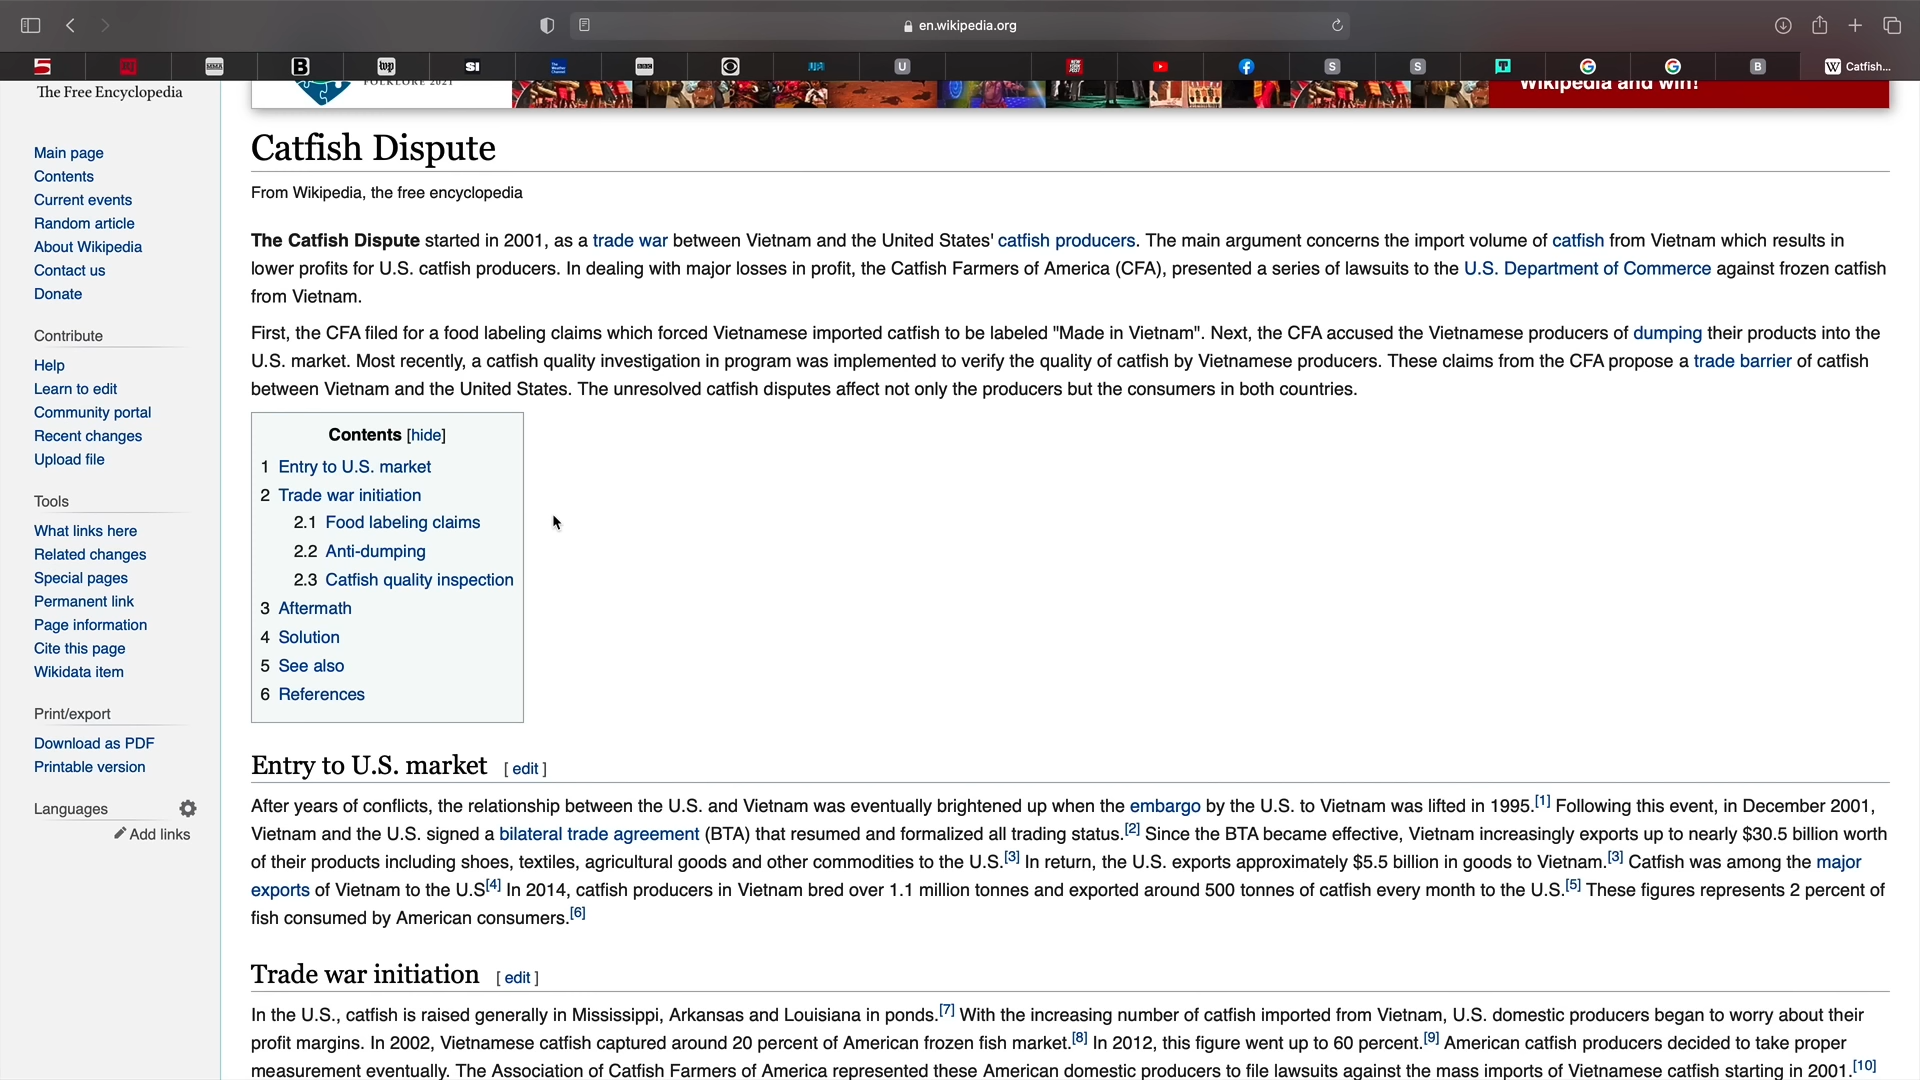 en.wikipedia.org
Catfish...
The Free Encyclopedia
FOLKLORE 2021
Wikipedia and win!
Main page
Contents
Current events
Random article
About Wikipedia
Contact us
Donate
Contribute
Help
Learn to edit
Community portal
Recent changes
Upload file
Tools
What links here
Related changes
Special pages
Permanent link
Page information
Cite this page
Wikidata item
Print/export
Download as PDF
Printable version
Languages
Add links
Catfish Dispute
From Wikipedia, the free encyclopedia
The Catfish Dispute started in 2001, as a trade war between Vietnam and the United States' catfish producers. The main argument concerns the import volume of catfish from Vietnam which results in
lower profits for U.S. catfish producers. In dealing with major losses in profit, the Catfish Farmers of America (CFA), presented a series of lawsuits to the U.S. Department of Commerce against frozen catfish
from Vietnam.
First, the CFA filed for a food labeling claims which forced Vietnamese imported catfish to be labeled "Made in Vietnam". Next, the CFA accused the Vietnamese producers of dumping their products into the
U.S. market. Most recently, a catfish quality investigation in program was implemented to verify the quality of catfish by Vietnamese producers. These claims from the CFA propose a trade barrier of catfish
between Vietnam and the United States. The unresolved catfish disputes affect not only the producers but the consumers in both countries.
Contents [hide]
1 Entry to U.S. market
2 Trade war initiation
2.1 Food labeling claims
2.2 Anti-dumping
2.3 Catfish quality inspection
3 Aftermath
4 Solution
5 See also
6 References
Entry to U.S. market [ edit ]
After years of conflicts, the relationship between the U.S. and Vietnam was eventually brightened up when the embargo by the U.S. to Vietnam was lifted in 1995.[1] Following this event, in December 2001,
Vietnam and the U.S. signed a bilateral trade agreement (BTA) that resumed and formalized all trading status.[2] Since the BTA became effective, Vietnam increasingly exports up to nearly $30.5 billion worth
of their products including shoes, textiles, agricultural goods and other commodities to the U.S.[3] In return, the U.S. exports approximately $5.5 billion in goods to Vietnam.[3] Catfish was among the major
exports of Vietnam to the U.S[4] In 2014, catfish producers in Vietnam bred over 1.1 million tonnes and exported around 500 tonnes of catfish every month to the U.S.[5] These figures represents 2 percent of
fish consumed by American consumers.[6]
Trade war initiation [ edit ]
In the U.S., catfish is raised generally in Mississippi, Arkansas and Louisiana in ponds.[7] With the increasing number of catfish imported from Vietnam, U.S. domestic producers began to worry about their
profit margins. In 2002, Vietnamese catfish captured around 20 percent of American frozen fish market.[8] In 2012, this figure went up to 60 percent.[9] American catfish producers decided to take proper
measurement eventually. The Association of Catfish Farmers of America represented these American domestic producers to file lawsuits against the mass imports of Vietnamese catfish starting in 2001.[10]